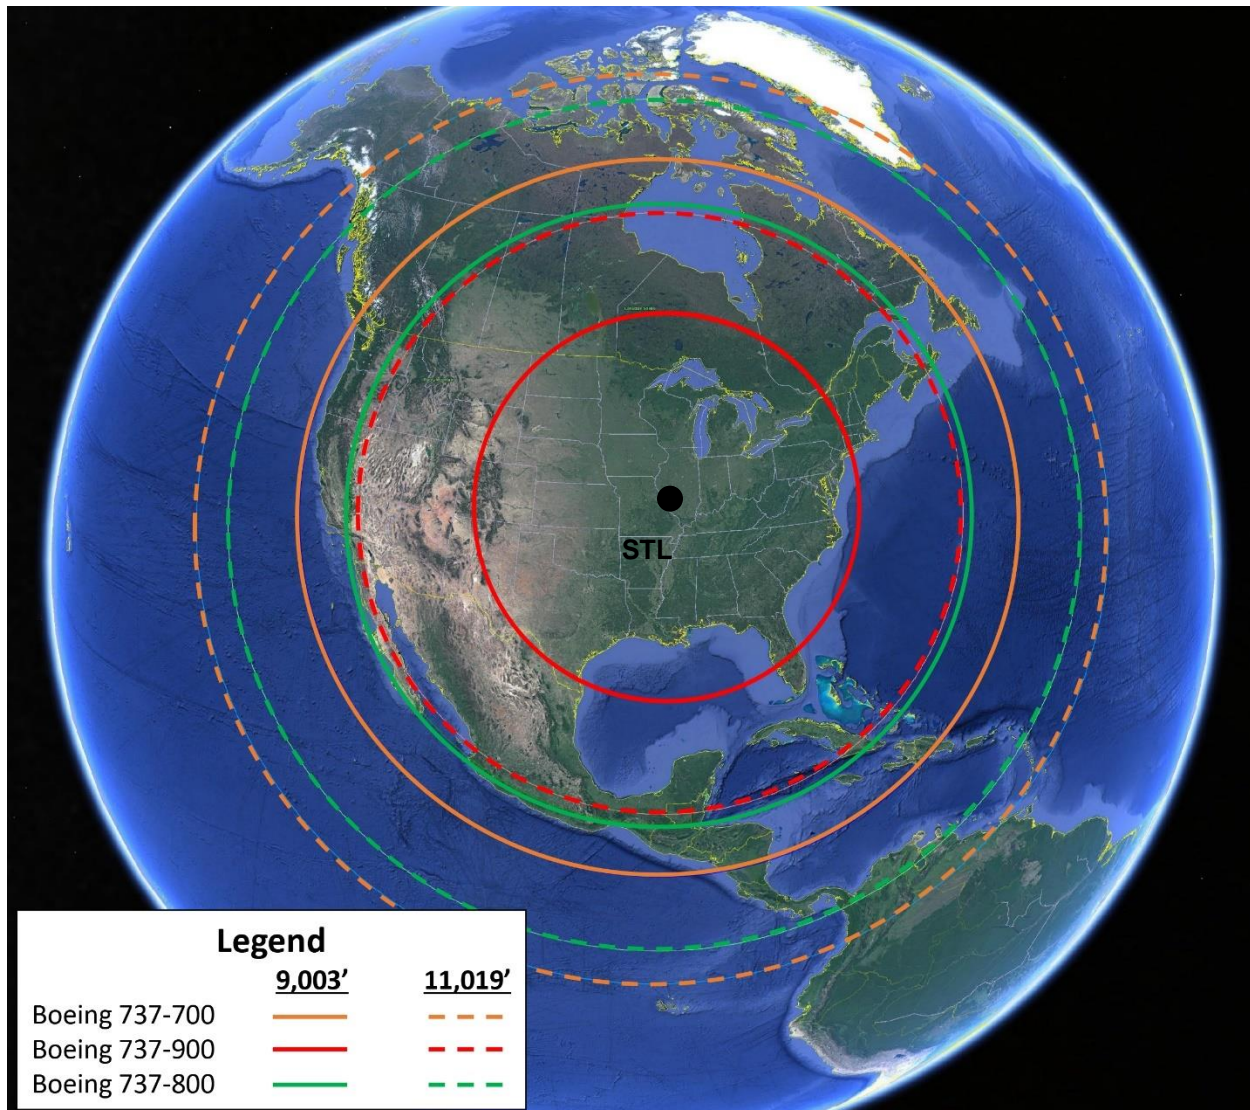 STL
Legend
9,003’ 11,019’
Boeing 737-700
Boeing 737-900
Boeing 737-800